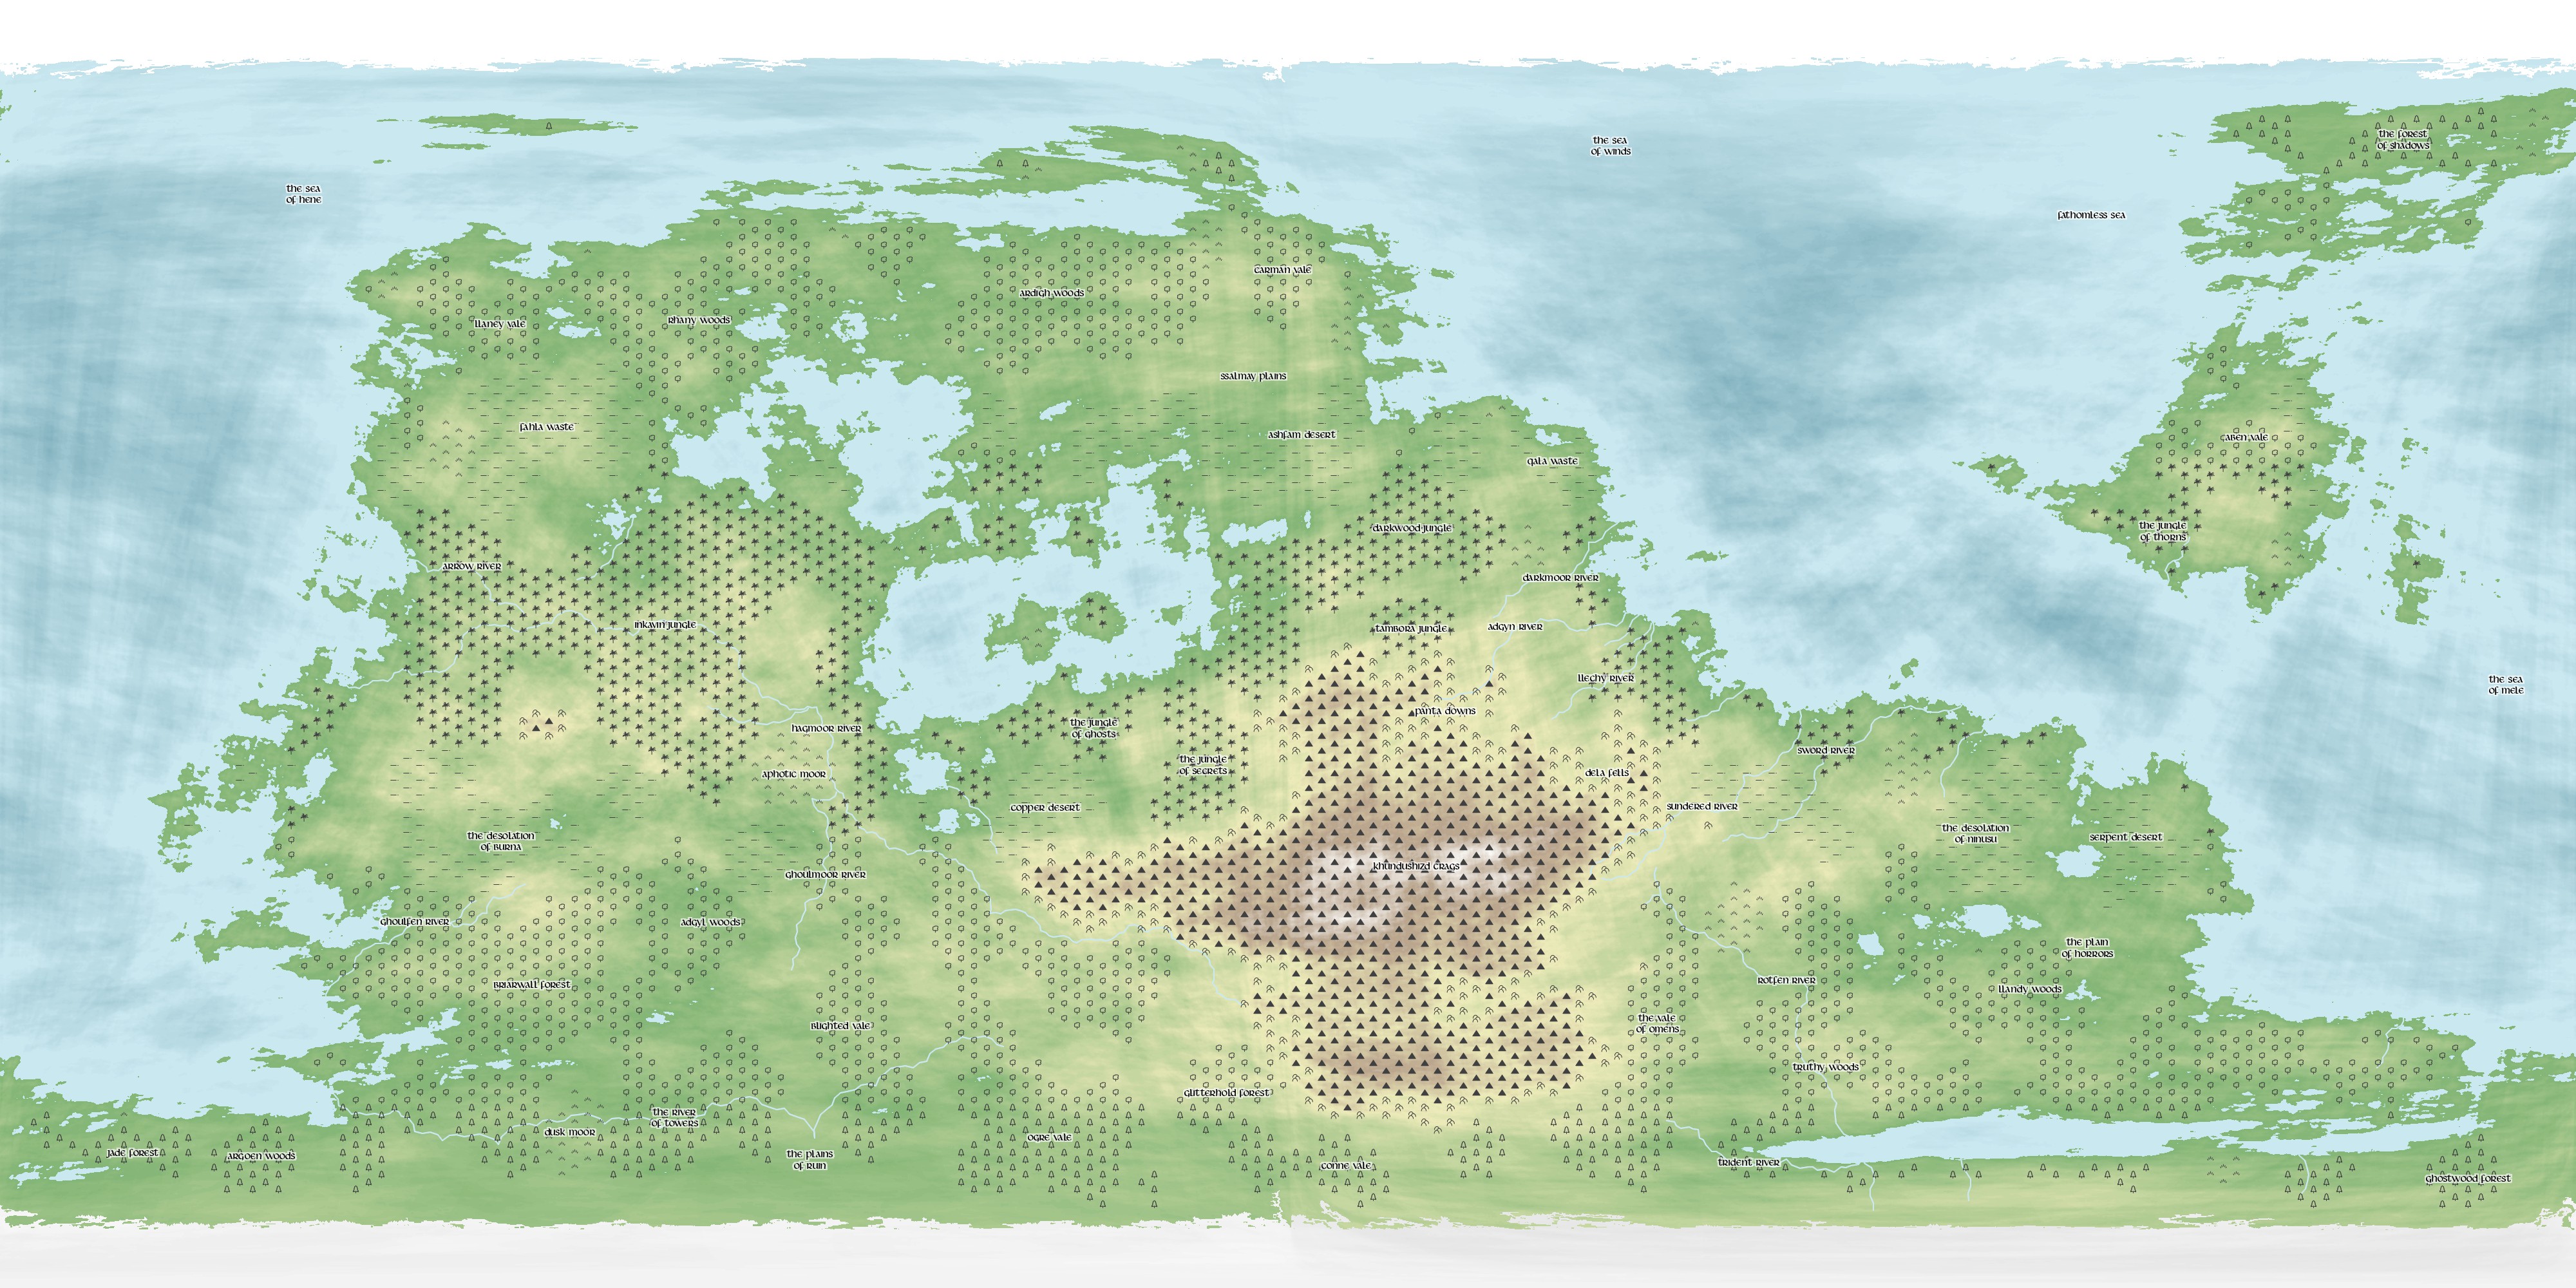 the forest
of shadows
the sea
of winds
the sea
of hene
fathomless sea
carman vale
ardigh woods
rhany woods
llaney vale
ssalmay plains
fahla waste
ashfam desert
aben vale
qala waste
darkwood jungle
the jungle
of thorns
arrow river
darkmoor river
inkavin jungle
tambora jungle
adgyn river
llechy river
the sea
of mele
panta downs
the jungle
of ghosts
hagmoor river
sword river
the jungle
of secrets
aphotic moor
dela fells
copper desert
sundered river
the desolation
of burna
the desolation
of ninusu
serpent desert
khundushizd crags
ghoulmoor river
ghoulfen river
adgyl woods
the plain
of horrors
briarwall forest
rotfen river
llandy woods
blighted vale
the vale
of omens
truthy woods
glitterhold forest
the river
of towers
dusk moor
ogre vale
jade forest
argoen woods
the plains
of ruin
conne vale
trident river
ghostwood forest